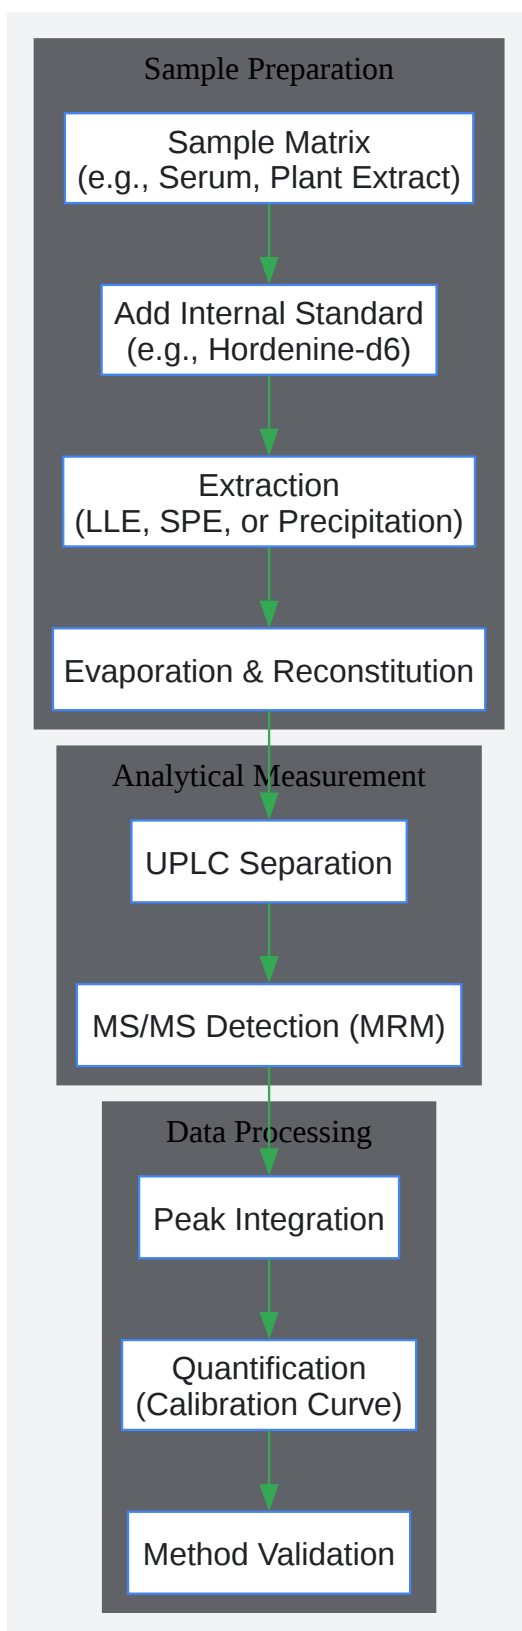 Sample Preparation
Sample Matrix
(e.g., Serum, Plant Extract)
Add Internal Standard
(e.g., Hordenine-d6)
Extraction
(LLE, SPE, or Precipitation)
Evaporation & Reconstitution
Analytical Measurement
UPLC Separation
MS/MS Detection (MRM)
Data Processing
Peak Integration
Quantification
(Calibration Curve)
Method Validation